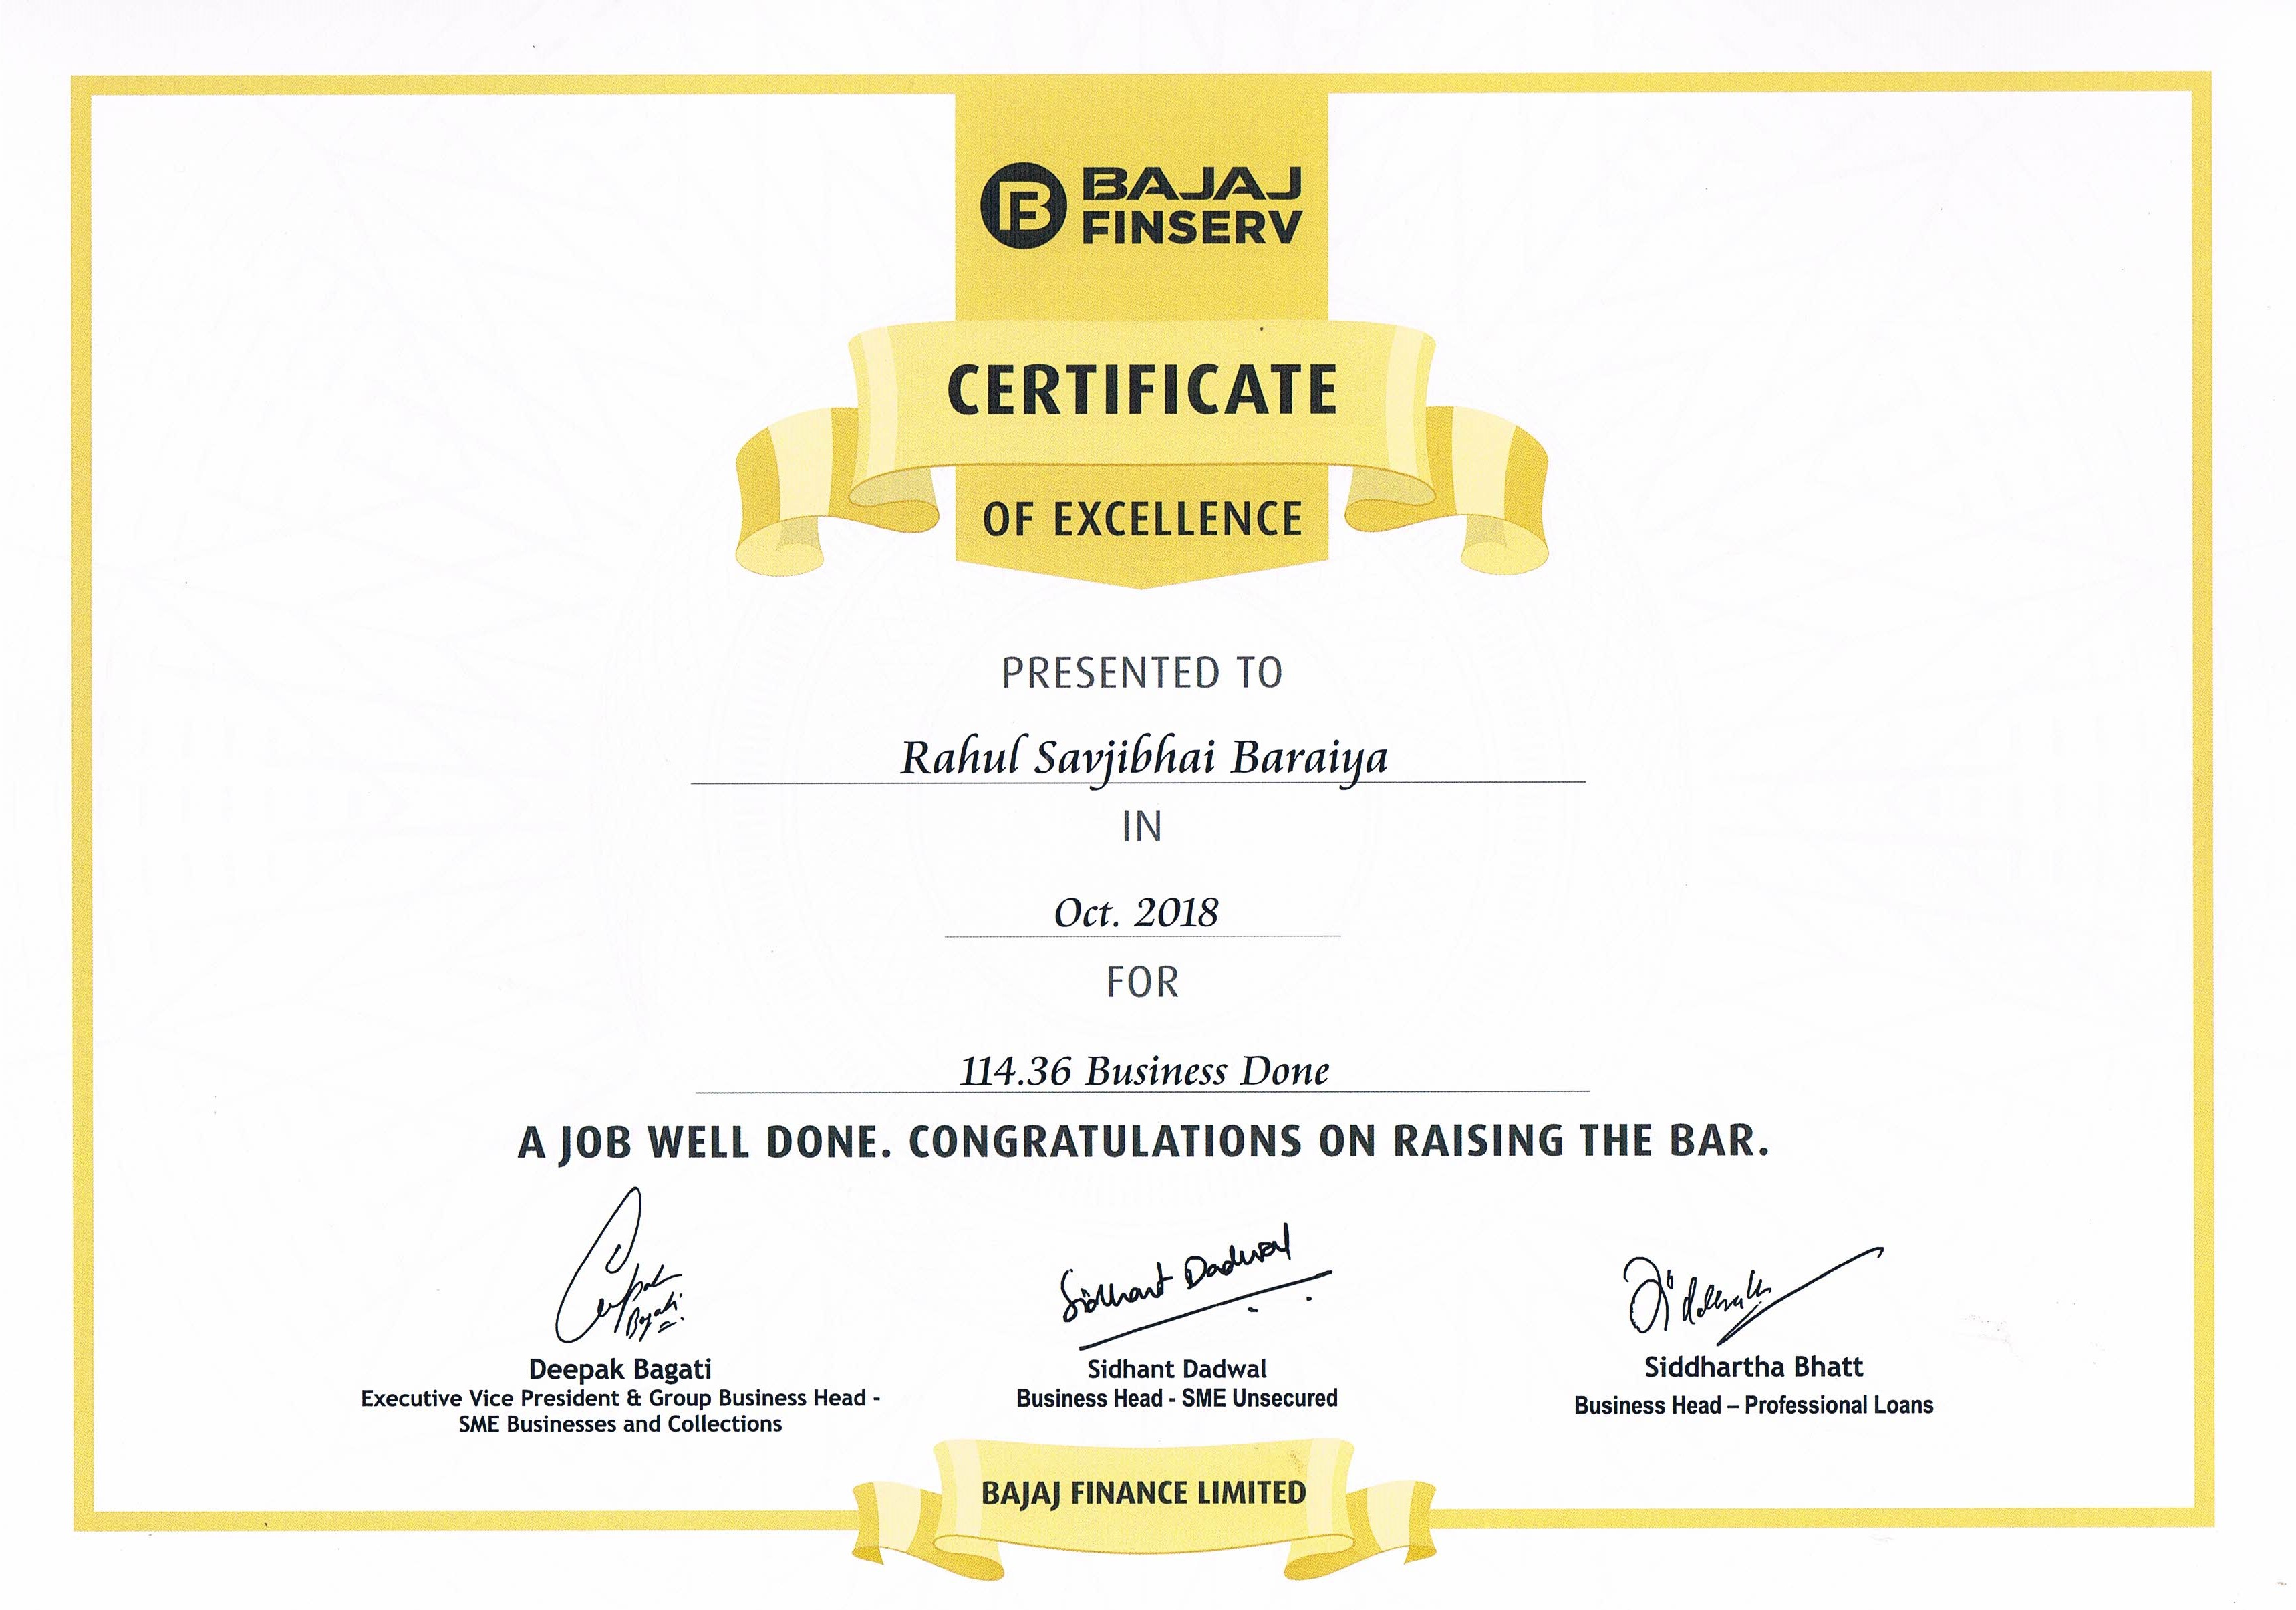 BAJAJ
FINSERV
CERTIFICATE
OF EXCELLENCE
PRESENTED TO
Rahul Savjibhai Baraiya
IN
Oct. 2018
FOR
114.36 Business Done
A JOB WELL DONE. CONGRATULATIONS ON RAISING THE BAR.
Deepak Bagati
Sidhant Dadwal
Deepak Bagati
Executive Vice President & Group Business Head -
SME Businesses and Collections
Sidhant Dadwal
Business Head - SME Unsecured
Siddhartha Bhatt
Business Head – Professional Loans
BAJAJ FINANCE LIMITED